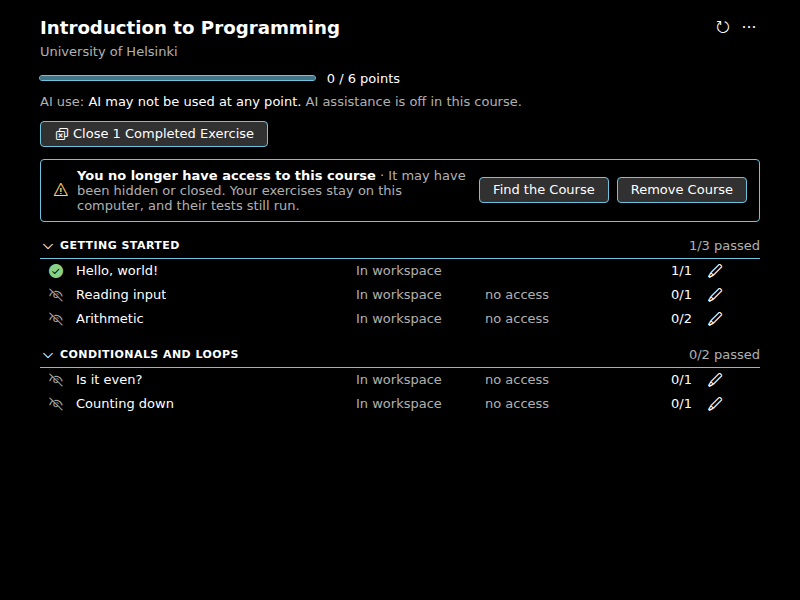 Introduction to Programming
University of Helsinki
0 / 6 points
AI use: AI may not be used at any point. AI assistance is off in this course.
Close 1 Completed Exercise
You no longer have access to this course · It may have
been hidden or closed. Your exercises stay on this
computer, and their tests still run.
Find the Course
Remove Course
GETTING STARTED 1/3 passed
Hello, world! In workspace 1/1
Reading input In workspace no access 0/1
Arithmetic In workspace no access 0/2
CONDITIONALS AND LOOPS 0/2 passed
Is it even? In workspace no access 0/1
Counting down In workspace no access 0/1